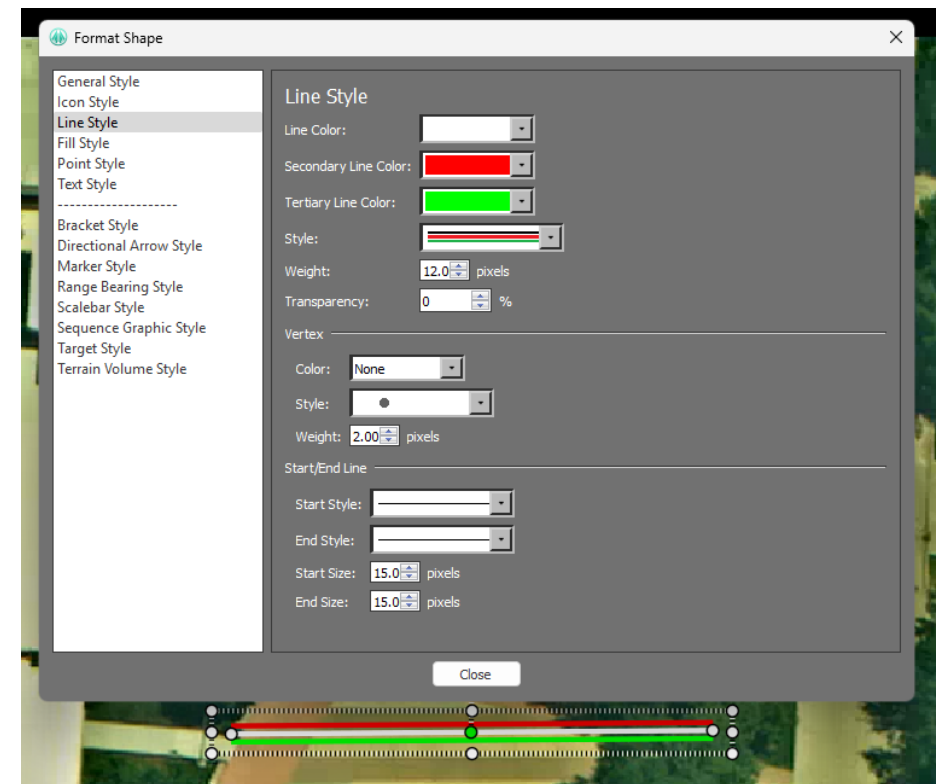 Format Shape
General Style
Icon Style
Line Style
Fill Style
Point Style
Text Style
--------------------
Bracket Style
Directional Arrow Style
Marker Style
Range Bearing Style
Scalebar Style
Sequence Graphic Style
Target Style
Terrain Volume Style
Line Style
Line Color:
Secondary Line Color:
Tertiary Line Color:
Style:
Weight: 12.0 pixels
Transparency: 0 %
Vertex
Color: None
Style:
Weight: 2.00 pixels
Start/End Line
Start Style:
End Style:
Start Size: 15.0 pixels
End Size: 15.0 pixels
Close